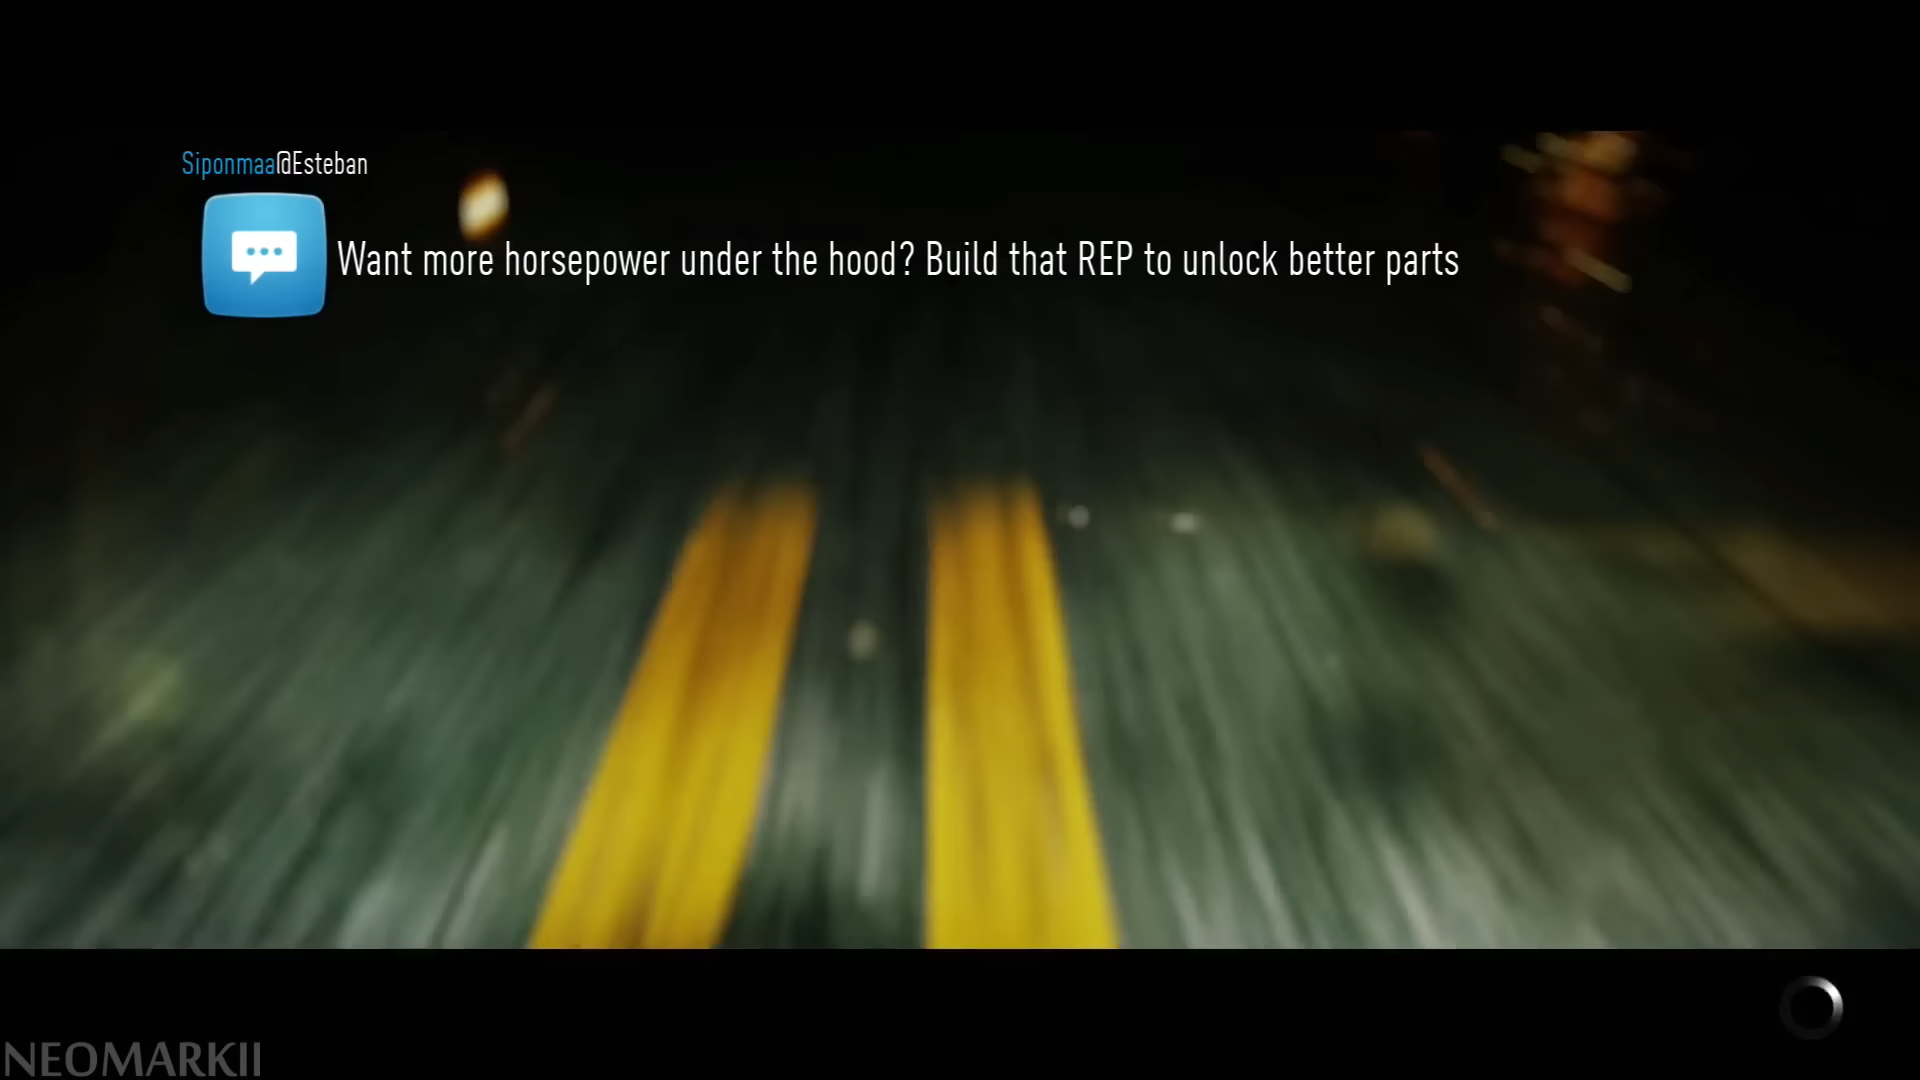 Siponmaa@Esteban
Want more horsepower under the hood? Build that REP to unlock better parts
NEOMARKII